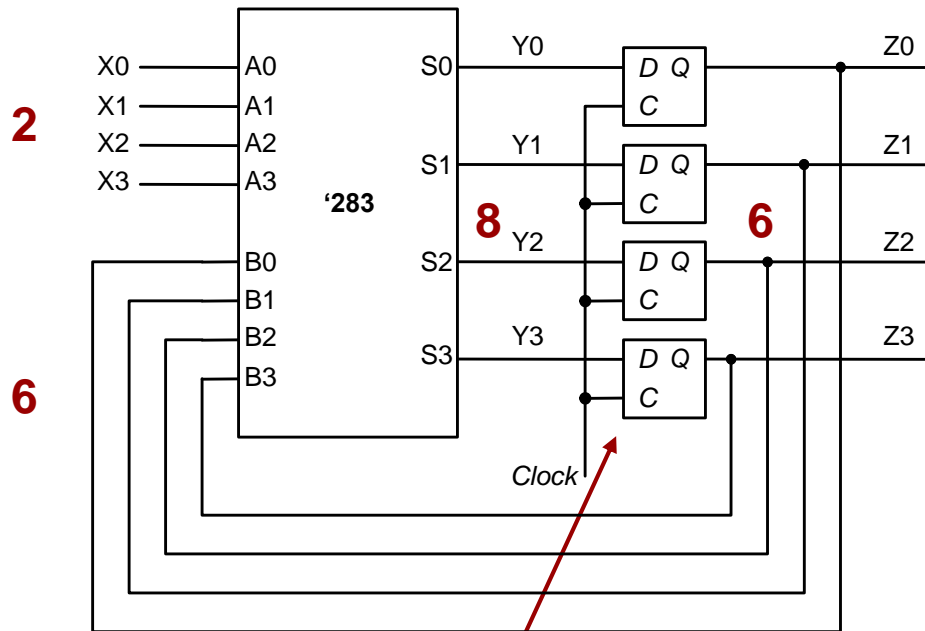 Y0 Z0
X0 A0 S0 D Q
X1 A1 C
2 X2 A2
Y1 Z1
X3 A3 S1 D Q
‘283 8 C 6
Y2 Z2
B0 S2 D Q
B1 C
B2 Y3 Z3
6 B3 S3 D Q
C
Clock